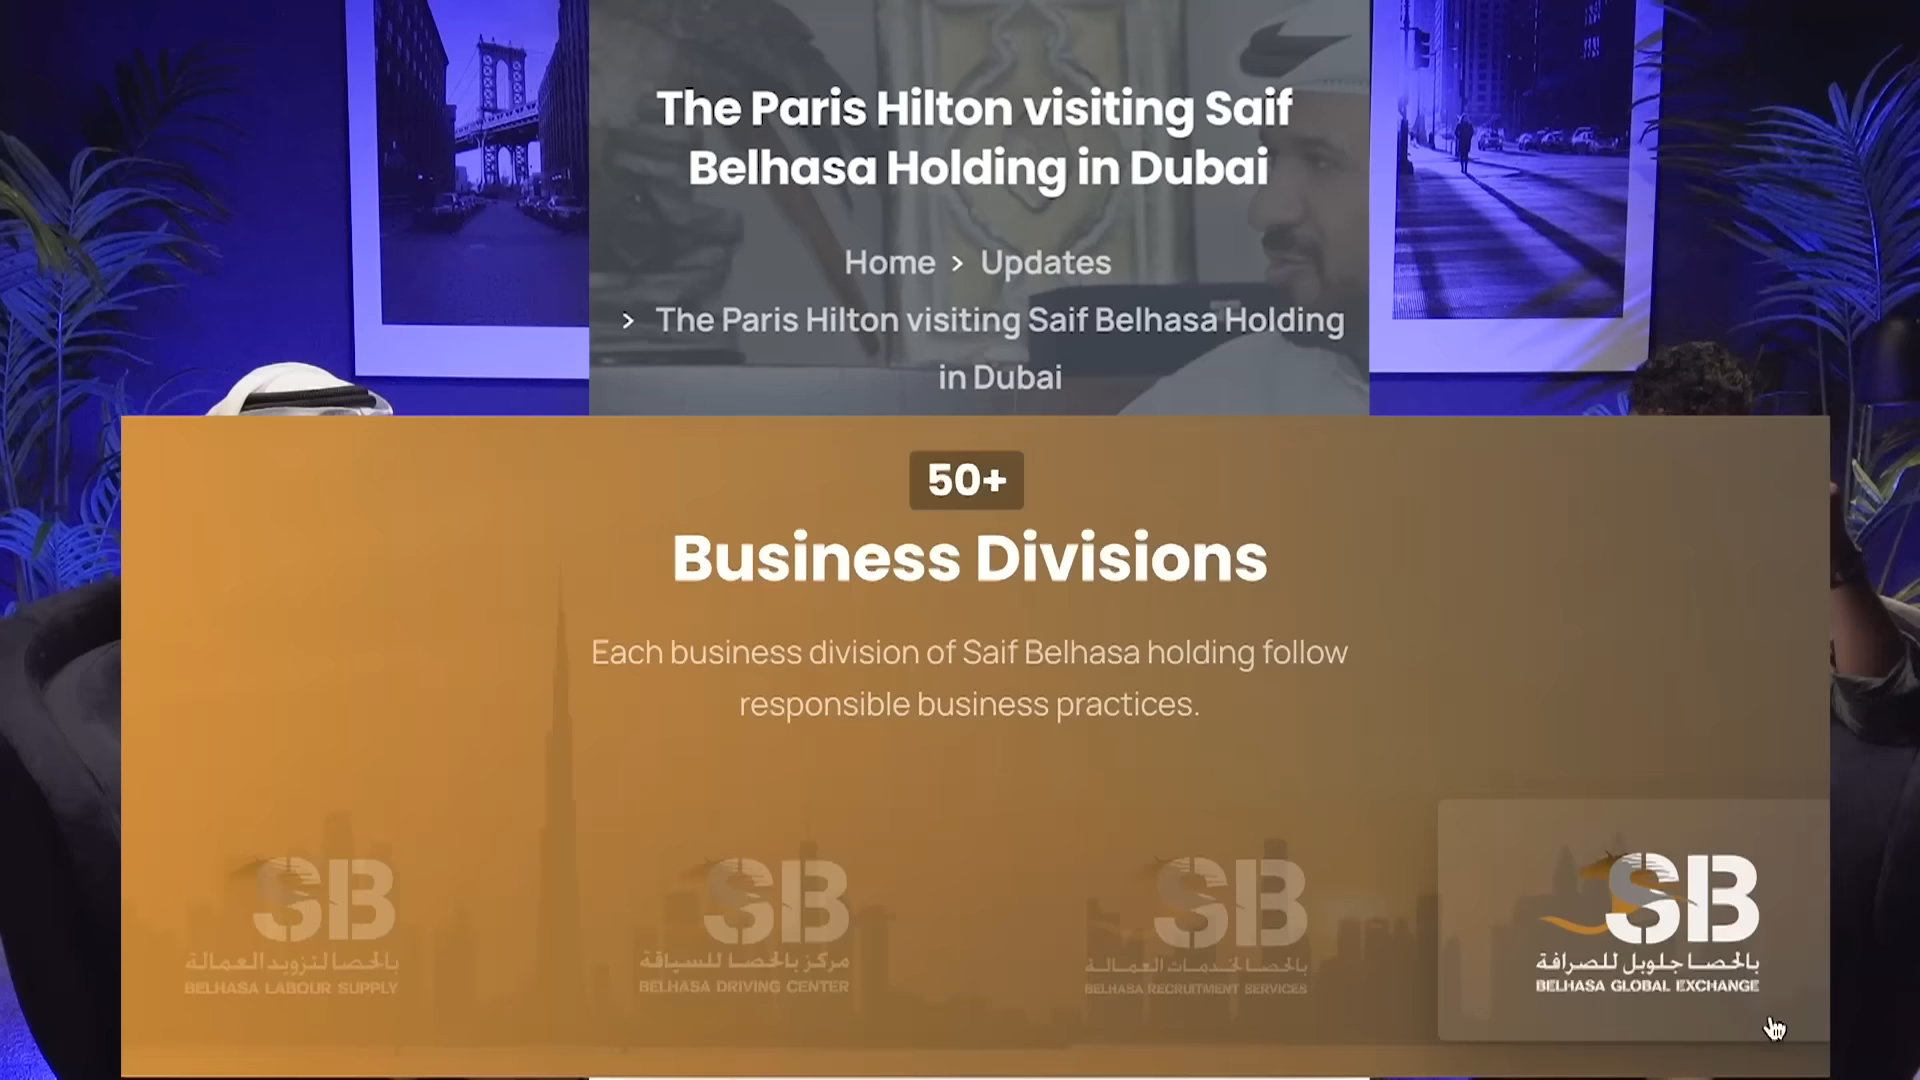 The Paris Hilton visiting Saif
Belhasa Holding in Dubai
Home > Updates
> The Paris Hilton visiting Saif Belhasa Holding
in Dubai
50+
Business Divisions
Each business division of Saif Belhasa holding follow
responsible business practices.
SB
بالحصا لتزويد العمالة
BELHASA LABOUR SUPPLY
SB
مركز بالحصا للسياقة
BELHASA DRIVING CENTER
SB
بالحصا لخدمات العمالة
BELHASA RECRUITMENT SERVICES
SB
بالحصا جلوبل للصرافة
BELHASA GLOBAL EXCHANGE